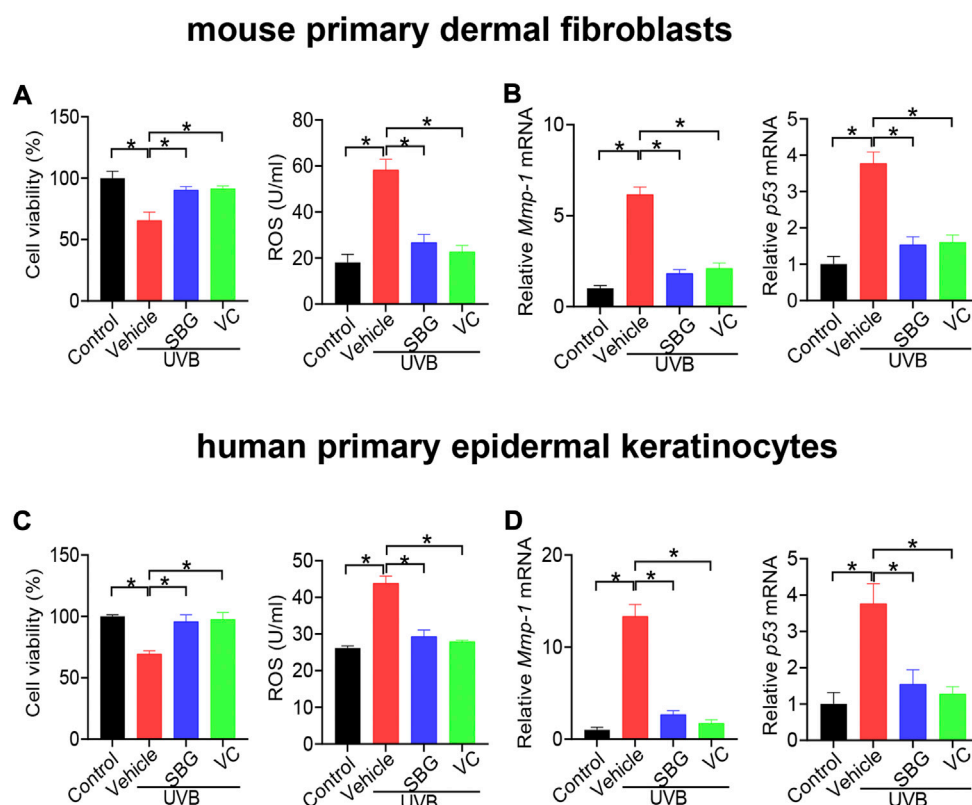 mouse primary dermal fibroblasts
A
Cell viability (%)
150
100
50
0
* * *
Control
Vehicle
SBG
VC
UVB
ROS (U/ml)
80
60
40
20
0
* * *
Control
Vehicle
SBG
VC
UVB
B
Relative Mmp-1 mRNA
10
5
0
* * *
Control
Vehicle
SBG
VC
UVB
Relative p53 mRNA
5
4
3
2
1
0
* * *
Control
Vehicle
SBG
VC
UVB
human primary epidermal keratinocytes
C
Cell viability (%)
150
100
50
0
* * *
Control
Vehicle
SBG
VC
UVB
ROS (U/ml)
50
40
30
20
10
0
* * *
Control
Vehicle
SBG
VC
UVB
D
Relative Mmp-1 mRNA
20
10
0
* * *
Control
Vehicle
SBG
VC
UVB
Relative p53 mRNA
5
4
3
2
1
0
* * *
Control
Vehicle
SBG
VC
UVB